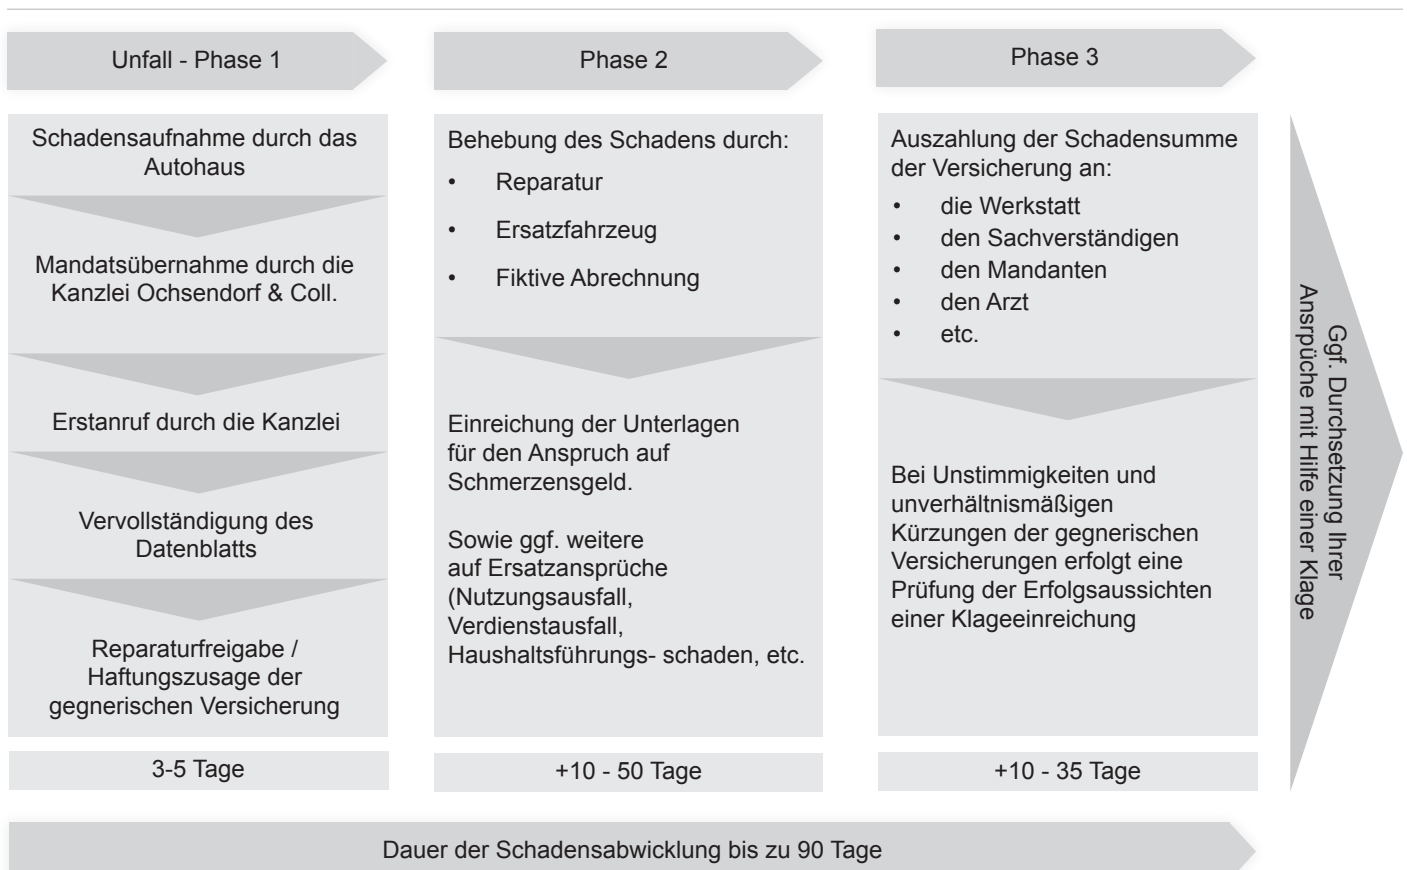 Unfall - Phase 1
Schadensaufnahme durch das
Autohaus
Mandatsübernahme durch die
Kanzlei Ochsendorf & Coll.
Erstanruf durch die Kanzlei
Vervollständigung des
Datenblatts
Reparaturfreigabe /
Haftungszusage der
gegnerischen Versicherung
3-5 Tage
Phase 2
Behebung des Schadens durch:
• Reparatur
• Ersatzfahrzeug
• Fiktive Abrechnung
Einreichung der Unterlagen
für den Anspruch auf
Schmerzensgeld.
Sowie ggf. weitere
auf Ersatzansprüche
(Nutzungsausfall,
Verdienstausfall,
Haushaltsführungs- schaden, etc.
+10 - 50 Tage
Phase 3
Auszahlung der Schadensumme
der Versicherung an:
• die Werkstatt
• den Sachverständigen
• den Mandanten
• den Arzt
• etc.
Bei Unstimmigkeiten und
unverhältnismäßigen
Kürzungen der gegnerischen
Versicherungen erfolgt eine
Prüfung der Erfolgsaussichten
einer Klageeinreichung
+10 - 35 Tage
Ggf. Durchsetzung Ihrer
Ansrpüche mit Hilfe einer Klage
Dauer der Schadensabwicklung bis zu 90 Tage